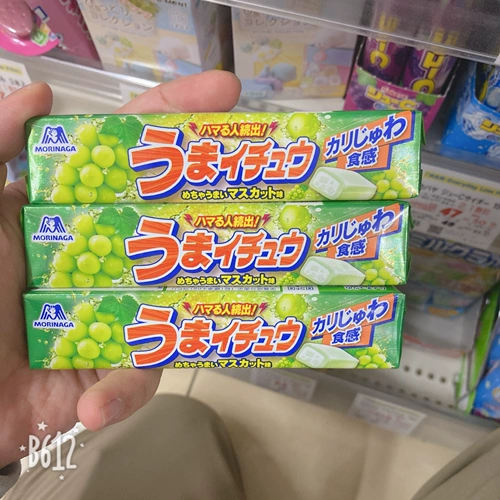 ハマる人続出!
うまイチュウ
めちゃうまいマスカット味
カリじゅわ
食感
MORINAGA
ハマる人続出!
うまイチュウ
めちゃうまいマスカット味
カリじゅわ
食感
MORINAGA
ハマる人続出!
うまイチュウ
めちゃうまいマスカット味
カリじゅわ
食感
MORINAGA
47
B612